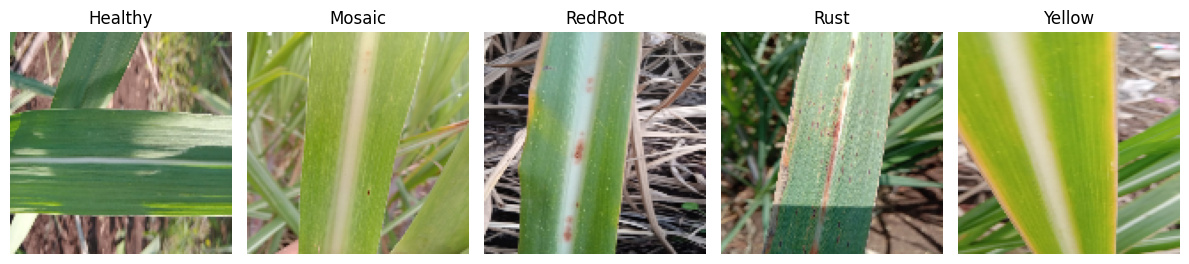 Healthy
Mosaic
RedRot
Rust
Yellow